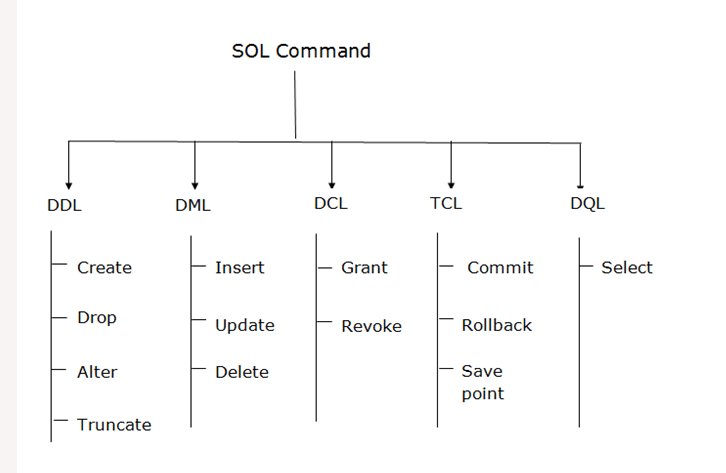 SOL Command
DDL
DML
DCL
TCL
DQL
Create
Drop
Alter
Truncate
Insert
Update
Delete
Grant
Revoke
Commit
Rollback
Save
point
Select